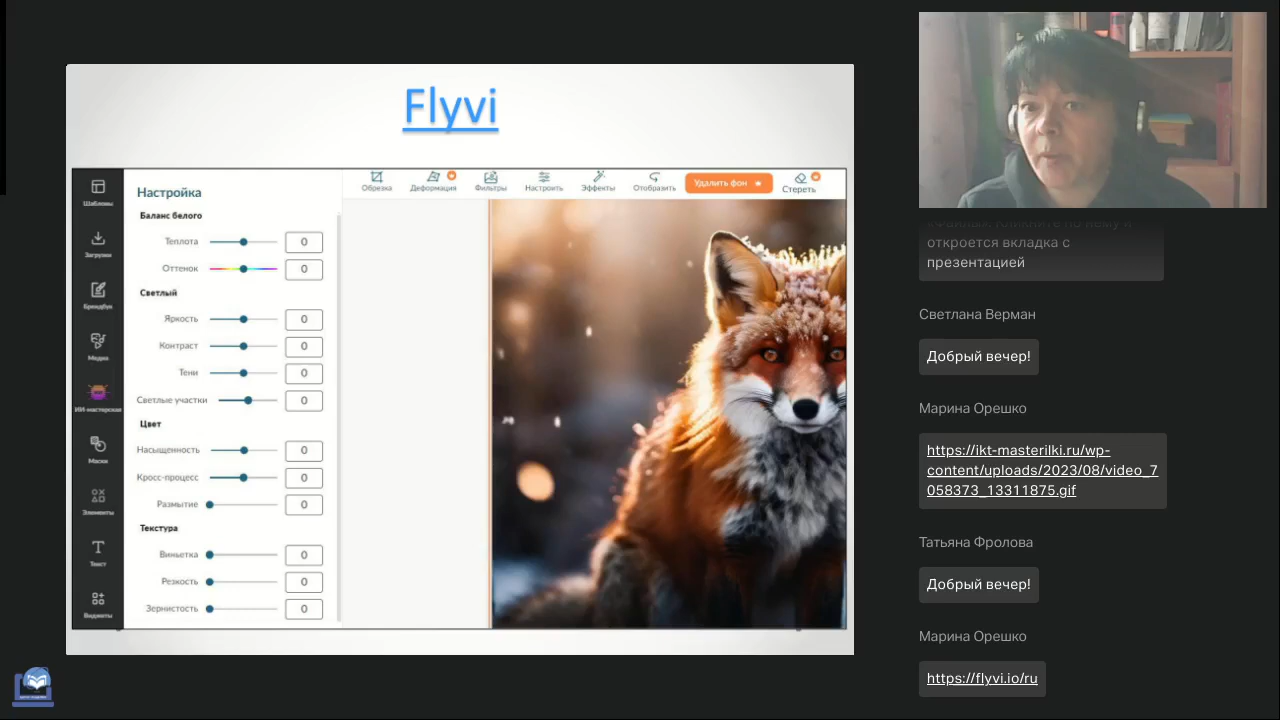 Flyvi
Шаблоны
Загрузки
Брендбук
Медиа
ИИ-мастерская
Маски
Элементы
Текст
Виджеты
Настройка
Баланс белого
Теплота 0
Оттенок 0
Светлый
Яркость 0
Контраст 0
Тени 0
Светлые участки 0
Цвет
Насыщенность 0
Кросс-процесс 0
Размытие 0
Текстура
Виньетка 0
Резкость 0
Зернистость 0
Обрезка Деформация Фильтры Настроить Эффекты Отобразить Удалить фон Стереть
откроется вкладка с
презентацией
Светлана Верман
Добрый вечер!
Марина Орешко
https://ikt-masterilki.ru/wp-
content/uploads/2023/08/video_7
058373_13311875.gif
Татьяна Фролова
Добрый вечер!
Марина Орешко
https://flyvi.io/ru